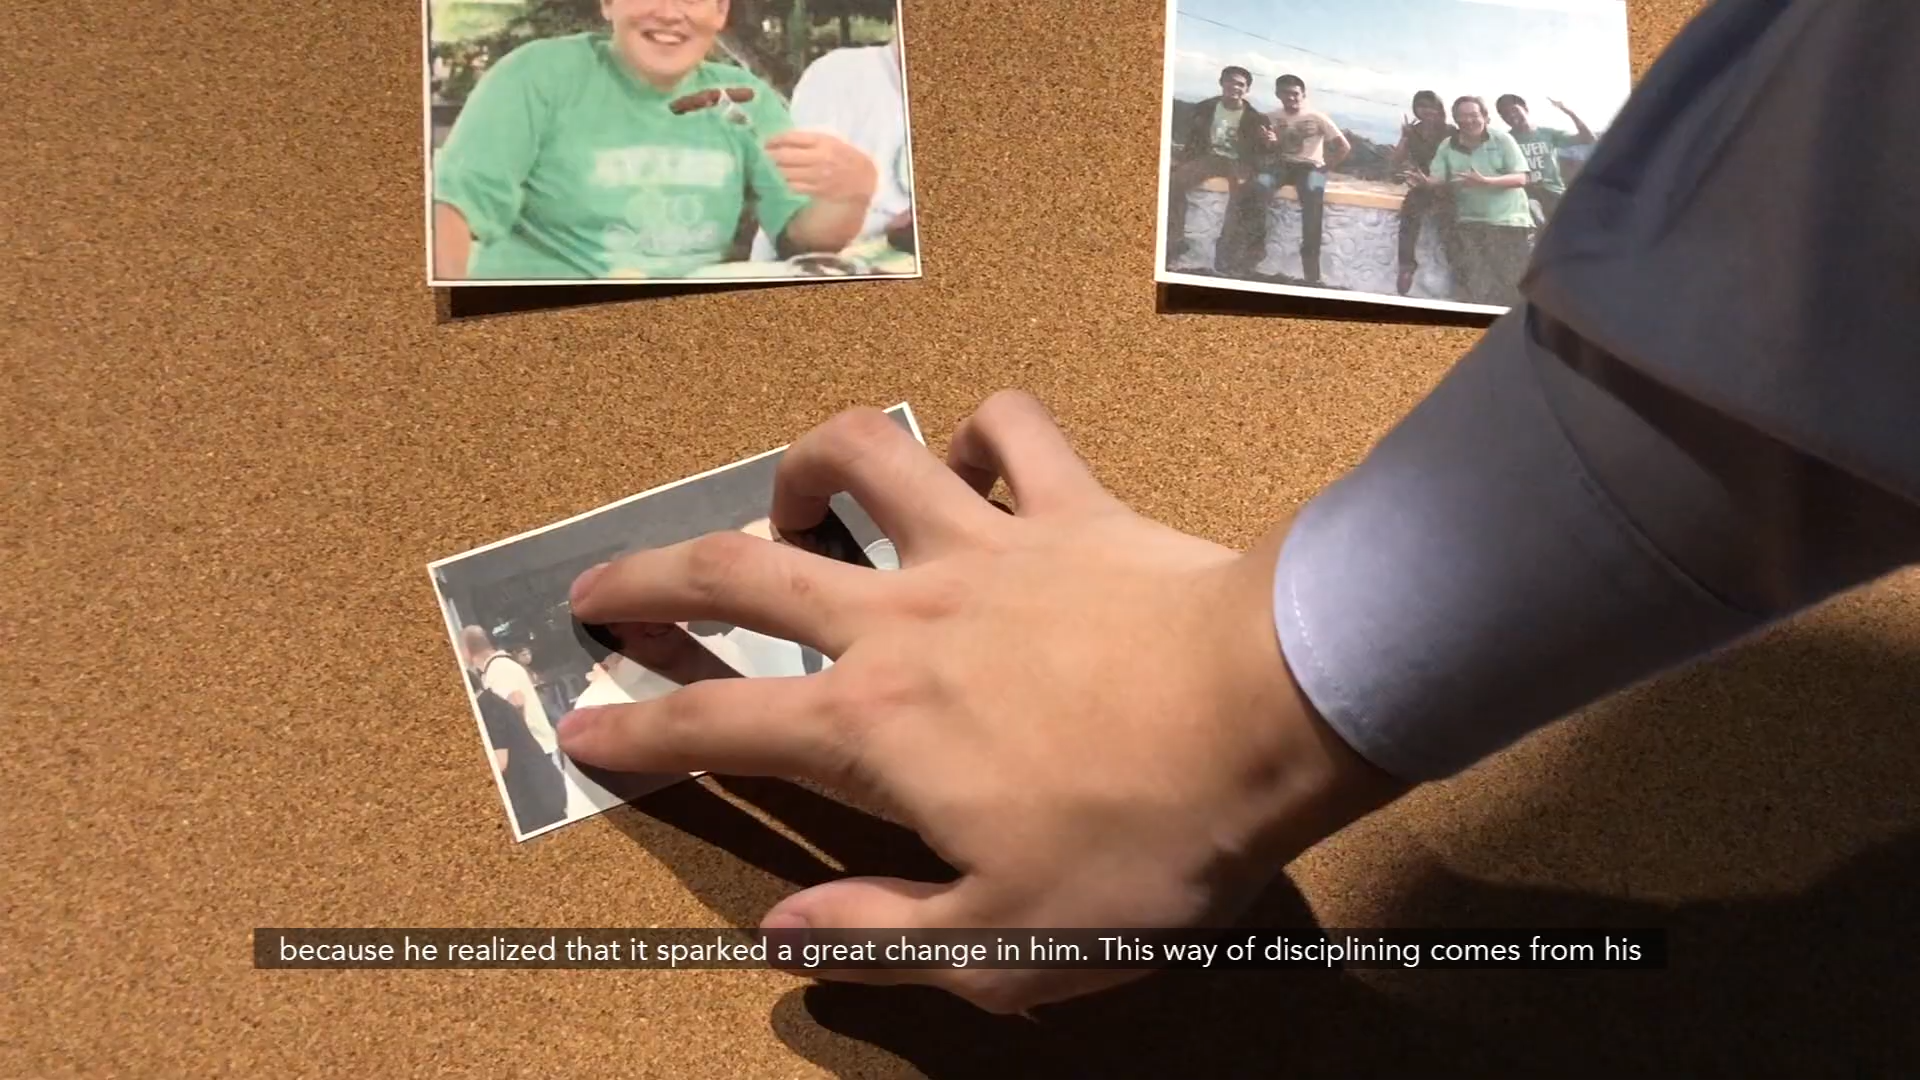 because he realized that it sparked a great change in him. This way of disciplining comes from his